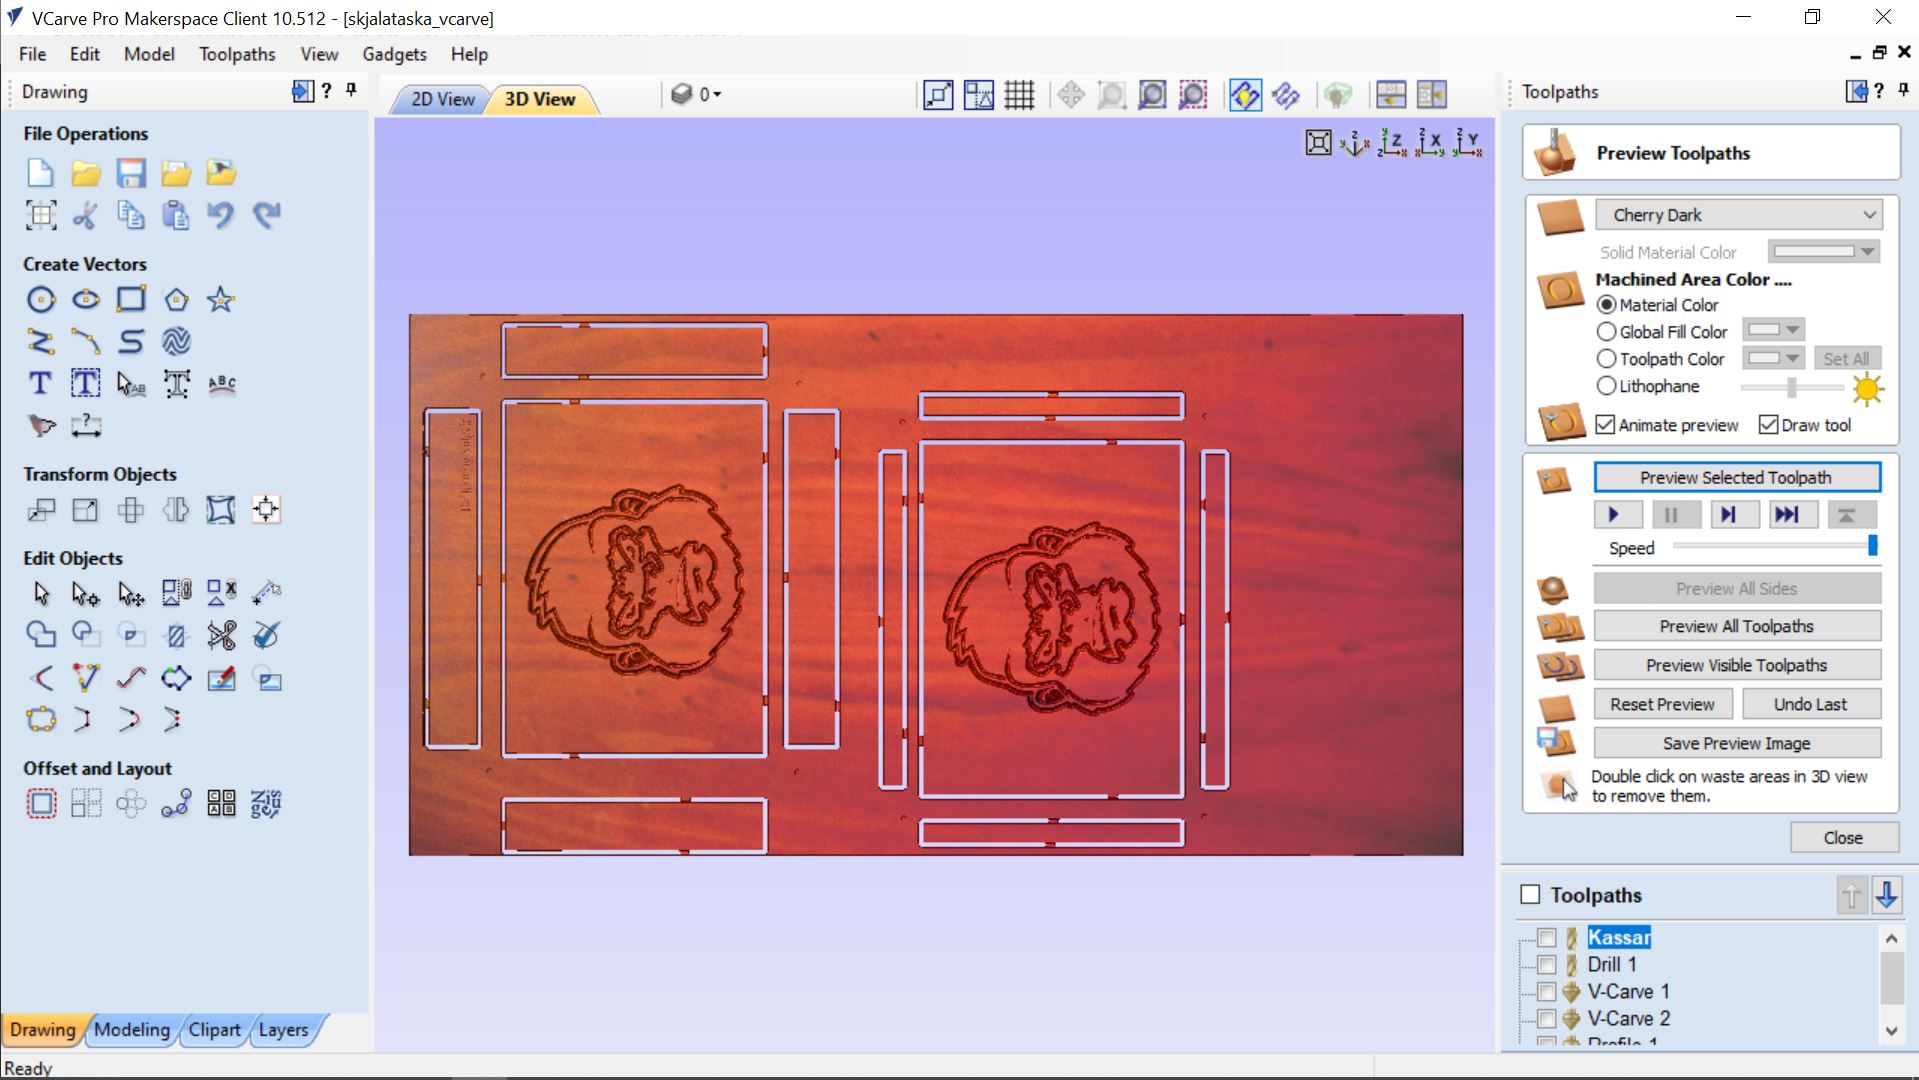 VCarve Pro Makerspace Client 10.512 - [skjalataska_vcarve]
File Edit Model Toolpaths View Gadgets Help
Drawing
File Operations
Create Vectors
Transform Objects
Edit Objects
Offset and Layout
Drawing Modeling Clipart Layers
Ready
2D View 3D View
0
Toolpaths
Preview Toolpaths
Cherry Dark
Solid Material Color
Machined Area Color ....
Material Color
Global Fill Color
Toolpath Color Set All
Lithophane
Animate preview Draw tool
Preview Selected Toolpath
Speed
Preview All Sides
Preview All Toolpaths
Preview Visible Toolpaths
Reset Preview Undo Last
Save Preview Image
Double click on waste areas in 3D view
to remove them.
Close
Toolpaths
Kassar
Drill 1
V-Carve 1
V-Carve 2
Profile 1